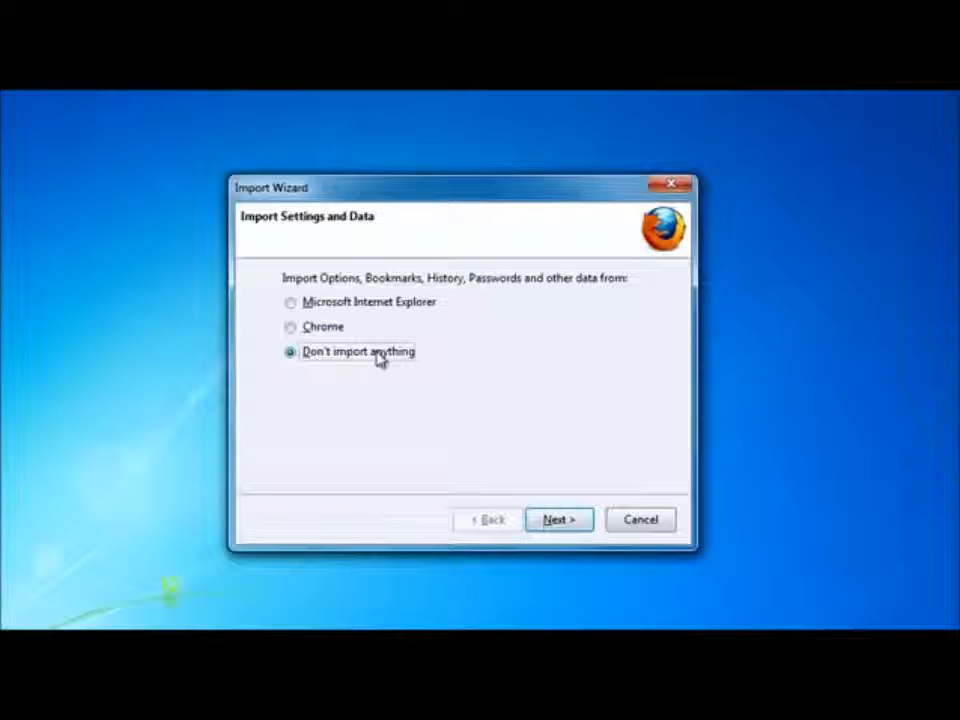 Import Wizard
Import Settings and Data
Import Options, Bookmarks, History, Passwords and other data from:
Microsoft Internet Explorer
Chrome
Don't import anything
< Back Next > Cancel